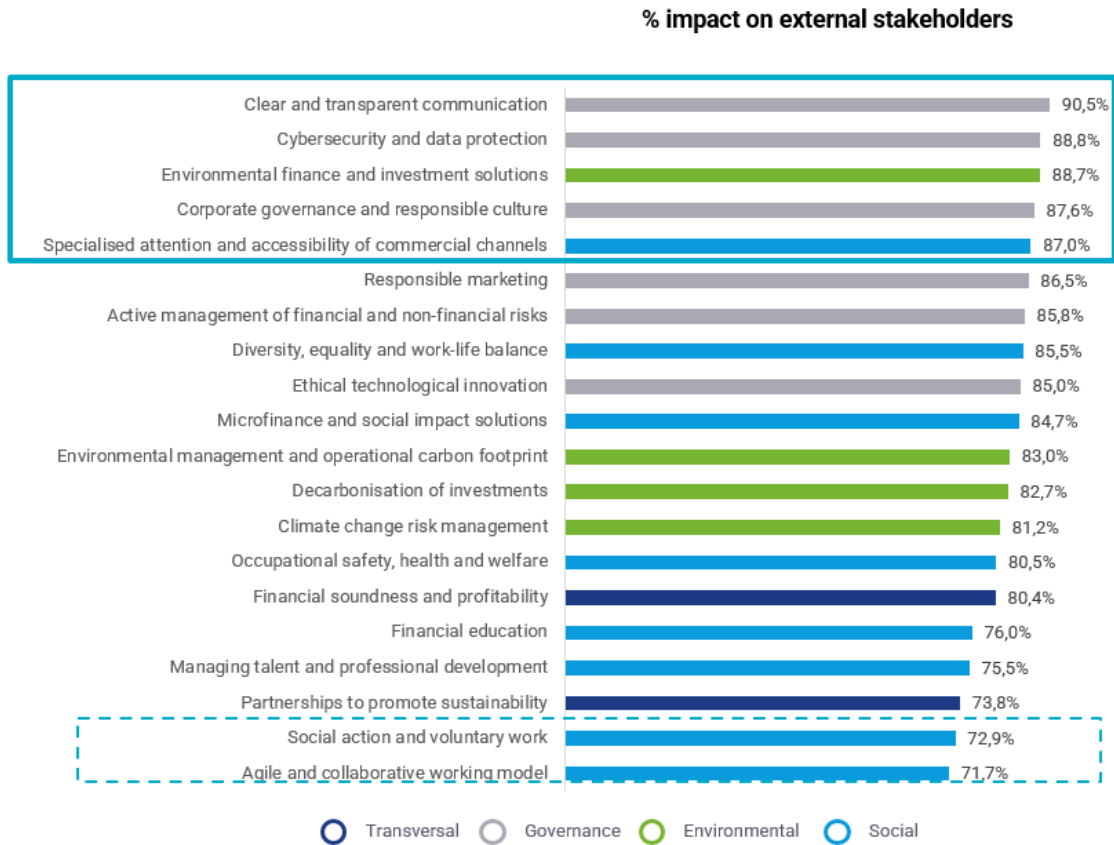 % impact on external stakeholders
Clear and transparent communication 90,5%
Cybersecurity and data protection 88,8%
Environmental finance and investment solutions 88,7%
Corporate governance and responsible culture 87,6%
Specialised attention and accessibility of commercial channels 87,0%
Responsible marketing 86,5%
Active management of financial and non-financial risks 85,8%
Diversity, equality and work-life balance 85,5%
Ethical technological innovation 85,0%
Microfinance and social impact solutions 84,7%
Environmental management and operational carbon footprint 83,0%
Decarbonisation of investments 82,7%
Climate change risk management 81,2%
Occupational safety, health and welfare 80,5%
Financial soundness and profitability 80,4%
Financial education 76,0%
Managing talent and professional development 75,5%
Partnerships to promote sustainability 73,8%
Social action and voluntary work 72,9%
Agile and collaborative working model 71,7%
Transversal Governance Environmental Social